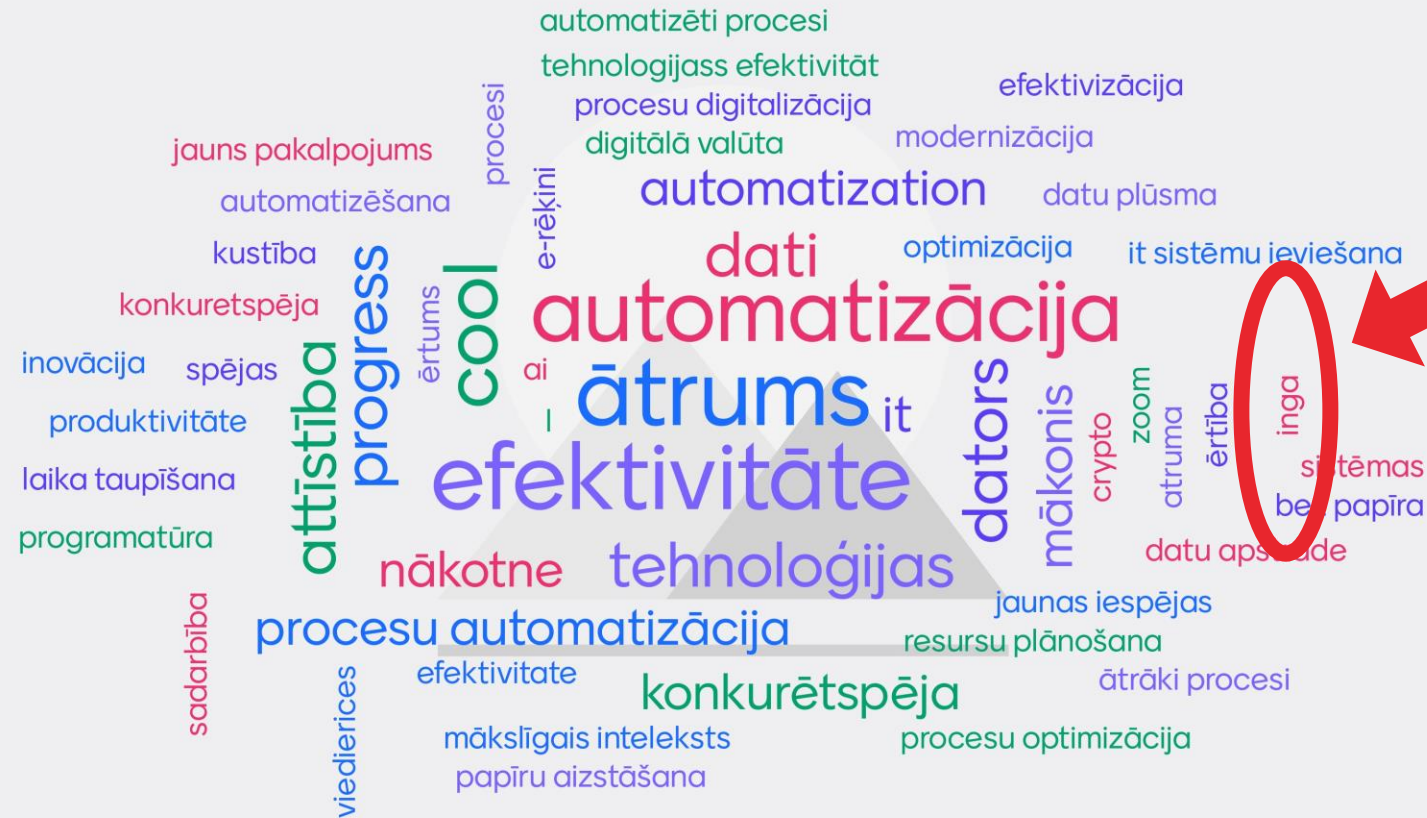 automatizēti procesi
tehnologijass efektivitāt
procesu digitalizācija
efektivizācija
procesi
digitālā valūta
modernizācija
jauns pakalpojums
automatizēšana
e-rēķini
automatization
datu plūsma
kustība
dati
optimizācija
it sistēmu ieviešana
konkuretspēja
progress
ērtums
cool
automatizācija
inovācija
spējas
attīstība
ai
ātrums
it
dators
mākonis
crypto
zoom
atruma
ērtība
inga
produktivitāte
laika taupīšana
efektivitāte
sistēmas
bez papīra
programatūra
nākotne
tehnoloģijas
datu apstrāde
sadarbība
procesu automatizācija
jaunas iespējas
resursu plānošana
viedierices
efektivitate
konkurētspēja
ātrāki procesi
mākslīgais inteleksts
procesu optimizācija
papīru aizstāšana